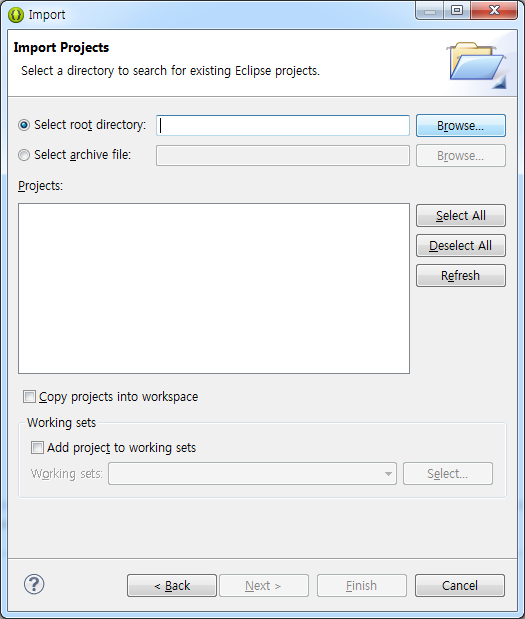 Import
Import Projects
Select a directory to search for existing Eclipse projects.
Select root directory:
Browse...
Select archive file:
Browse...
Projects:
Select All
Deselect All
Refresh
Copy projects into workspace
Working sets
Add project to working sets
Working sets:
Select...
?
< Back
Next >
Finish
Cancel